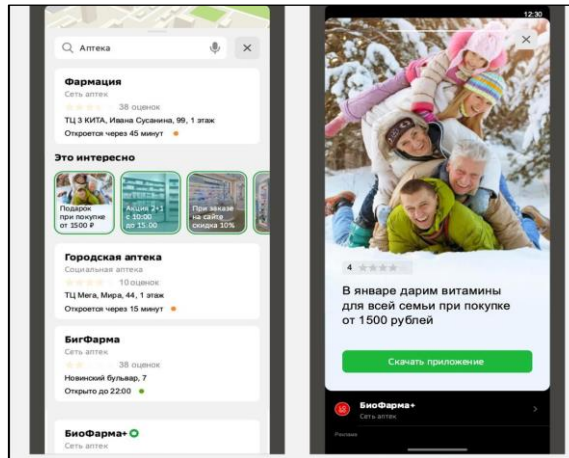 Аптека
Фармация
Сеть аптек
38 оценок
ТЦ 3 КИТА, Ивана Сусанина, 99, 1 этаж
Откроется через 45 минут
Это интересно
Подарок
при покупке
от 1500 ₽
Акция 2+1
с 10:00
до 15:00
При заказе
на сайте
скидка 10%
Городская аптека
Социальная аптека
10 оценок
ТЦ Мега, Мира, 44, 1 этаж
Откроется через 15 минут
БигФарма
Сеть аптек
38 оценок
Новинский бульвар, 7
Открыто до 22:00
БиоФарма+
Сеть аптек
12:30
4
В январе дарим витамины
для всей семьи при покупке
от 1500 рублей
Скачать приложение
БиоФарма+
Сеть аптек
Реклама